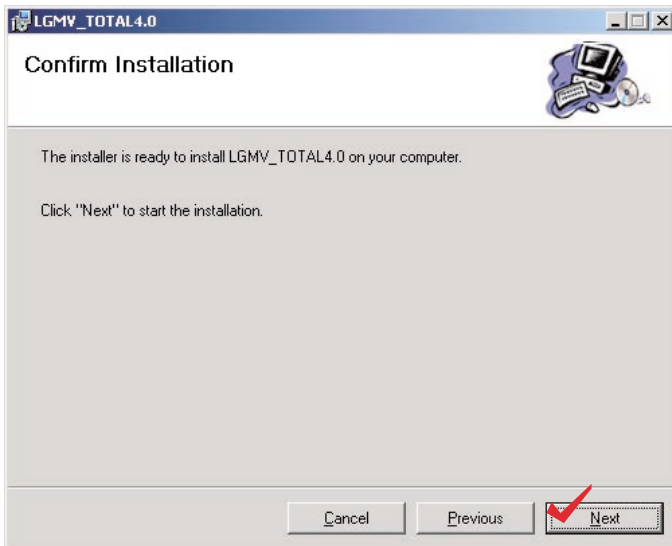 LGMV_TOTAL4.0
Confirm Installation
The installer is ready to install LGMV_TOTAL4.0 on your computer.
Click "Next" to start the installation.
Cancel
Previous
Next